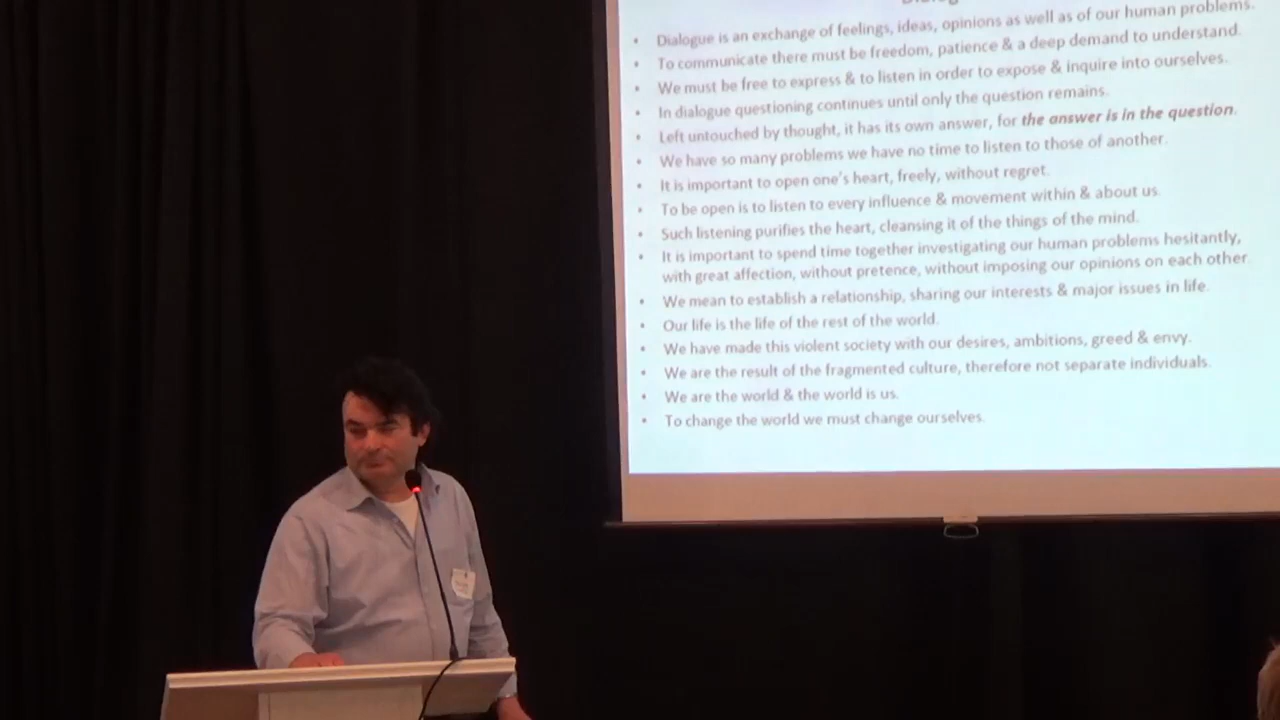 • Dialogue is an exchange of feelings, ideas, opinions as well as of our human problems.
• To communicate there must be freedom, patience & a deep demand to understand.
• We must be free to express & to listen in order to expose & inquire into ourselves.
• In dialogue questioning continues until only the question remains.
• Left untouched by thought, it has its own answer, for the answer is in the question.
• We have so many problems we have no time to listen to those of another.
• It is important to open one's heart, freely, without regret.
• To be open is to listen to every influence & movement within & about us.
• Such listening purifies the heart, cleansing it of the things of the mind.
• It is important to spend time together investigating our human problems hesitantly,
with great affection, without pretence, without imposing our opinions on each other.
• We mean to establish a relationship, sharing our interests & major issues in life.
• Our life is the life of the rest of the world.
• We have made this violent society with our desires, ambitions, greed & envy.
• We are the result of the fragmented culture, therefore not separate individuals.
• We are the world & the world is us.
• To change the world we must change ourselves.